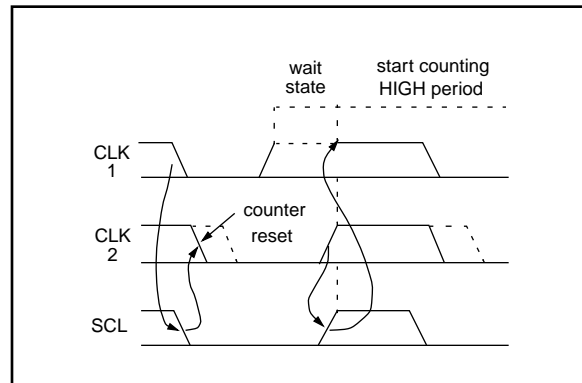 wait
state
start counting
HIGH period
CLK
1
counter
reset
CLK
2
SCL